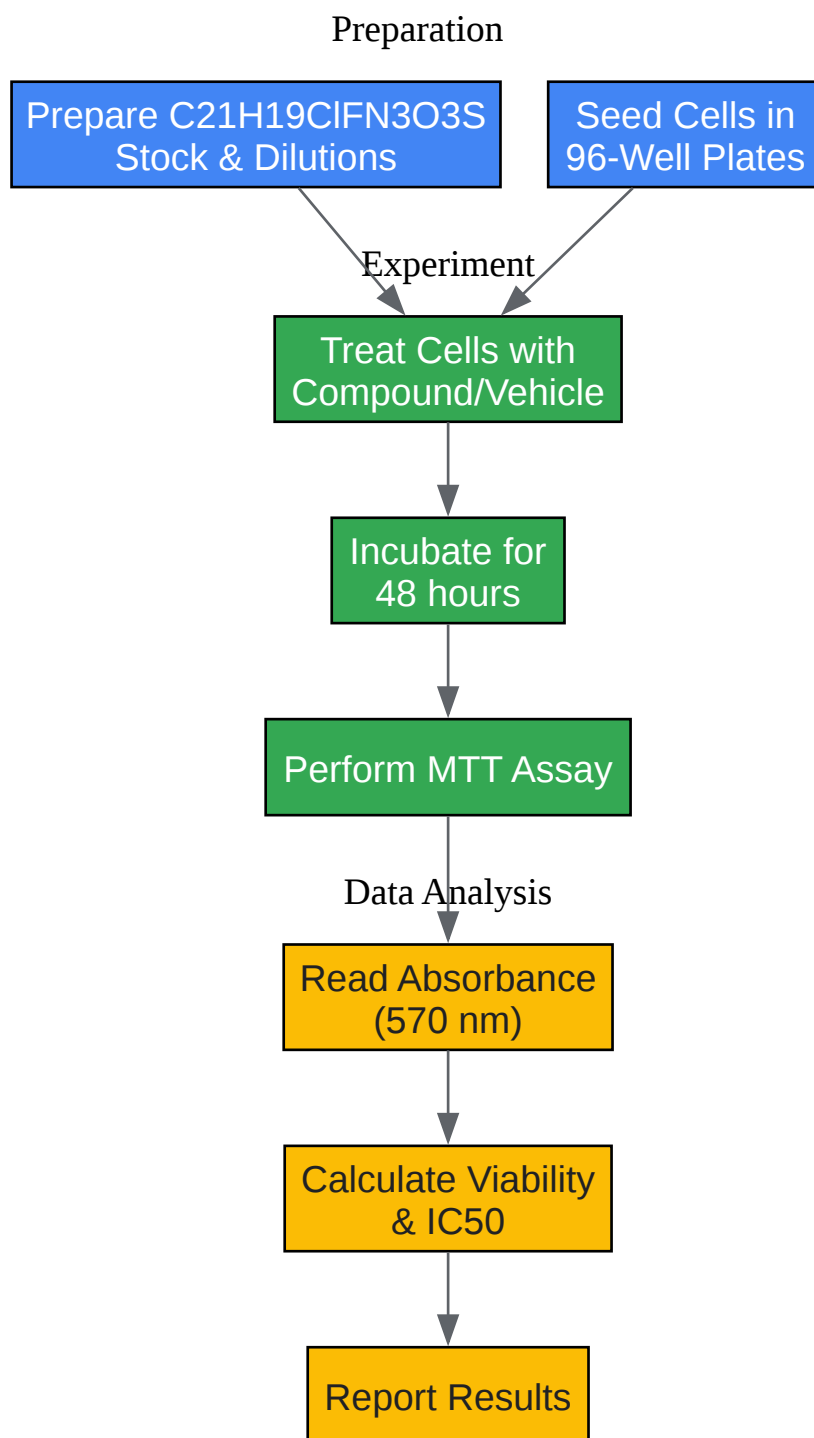 Preparation
Prepare C21H19ClFN3O3S
Stock & Dilutions
Seed Cells in
96-Well Plates
Experiment
Treat Cells with
Compound/Vehicle
Incubate for
48 hours
Perform MTT Assay
Data Analysis
Read Absorbance
(570 nm)
Calculate Viability
& IC50
Report Results